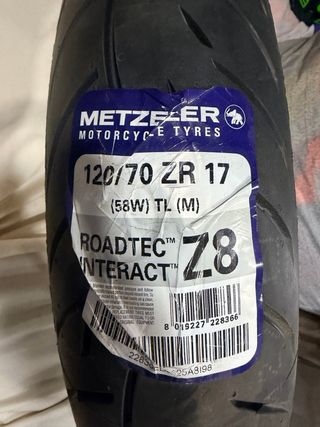 METZELER
MOTORCYCLE TYRES
120/70 ZR 17
(58W) TL (M)
ROADTEC™
INTERACT™ Z8
8 019227 228366